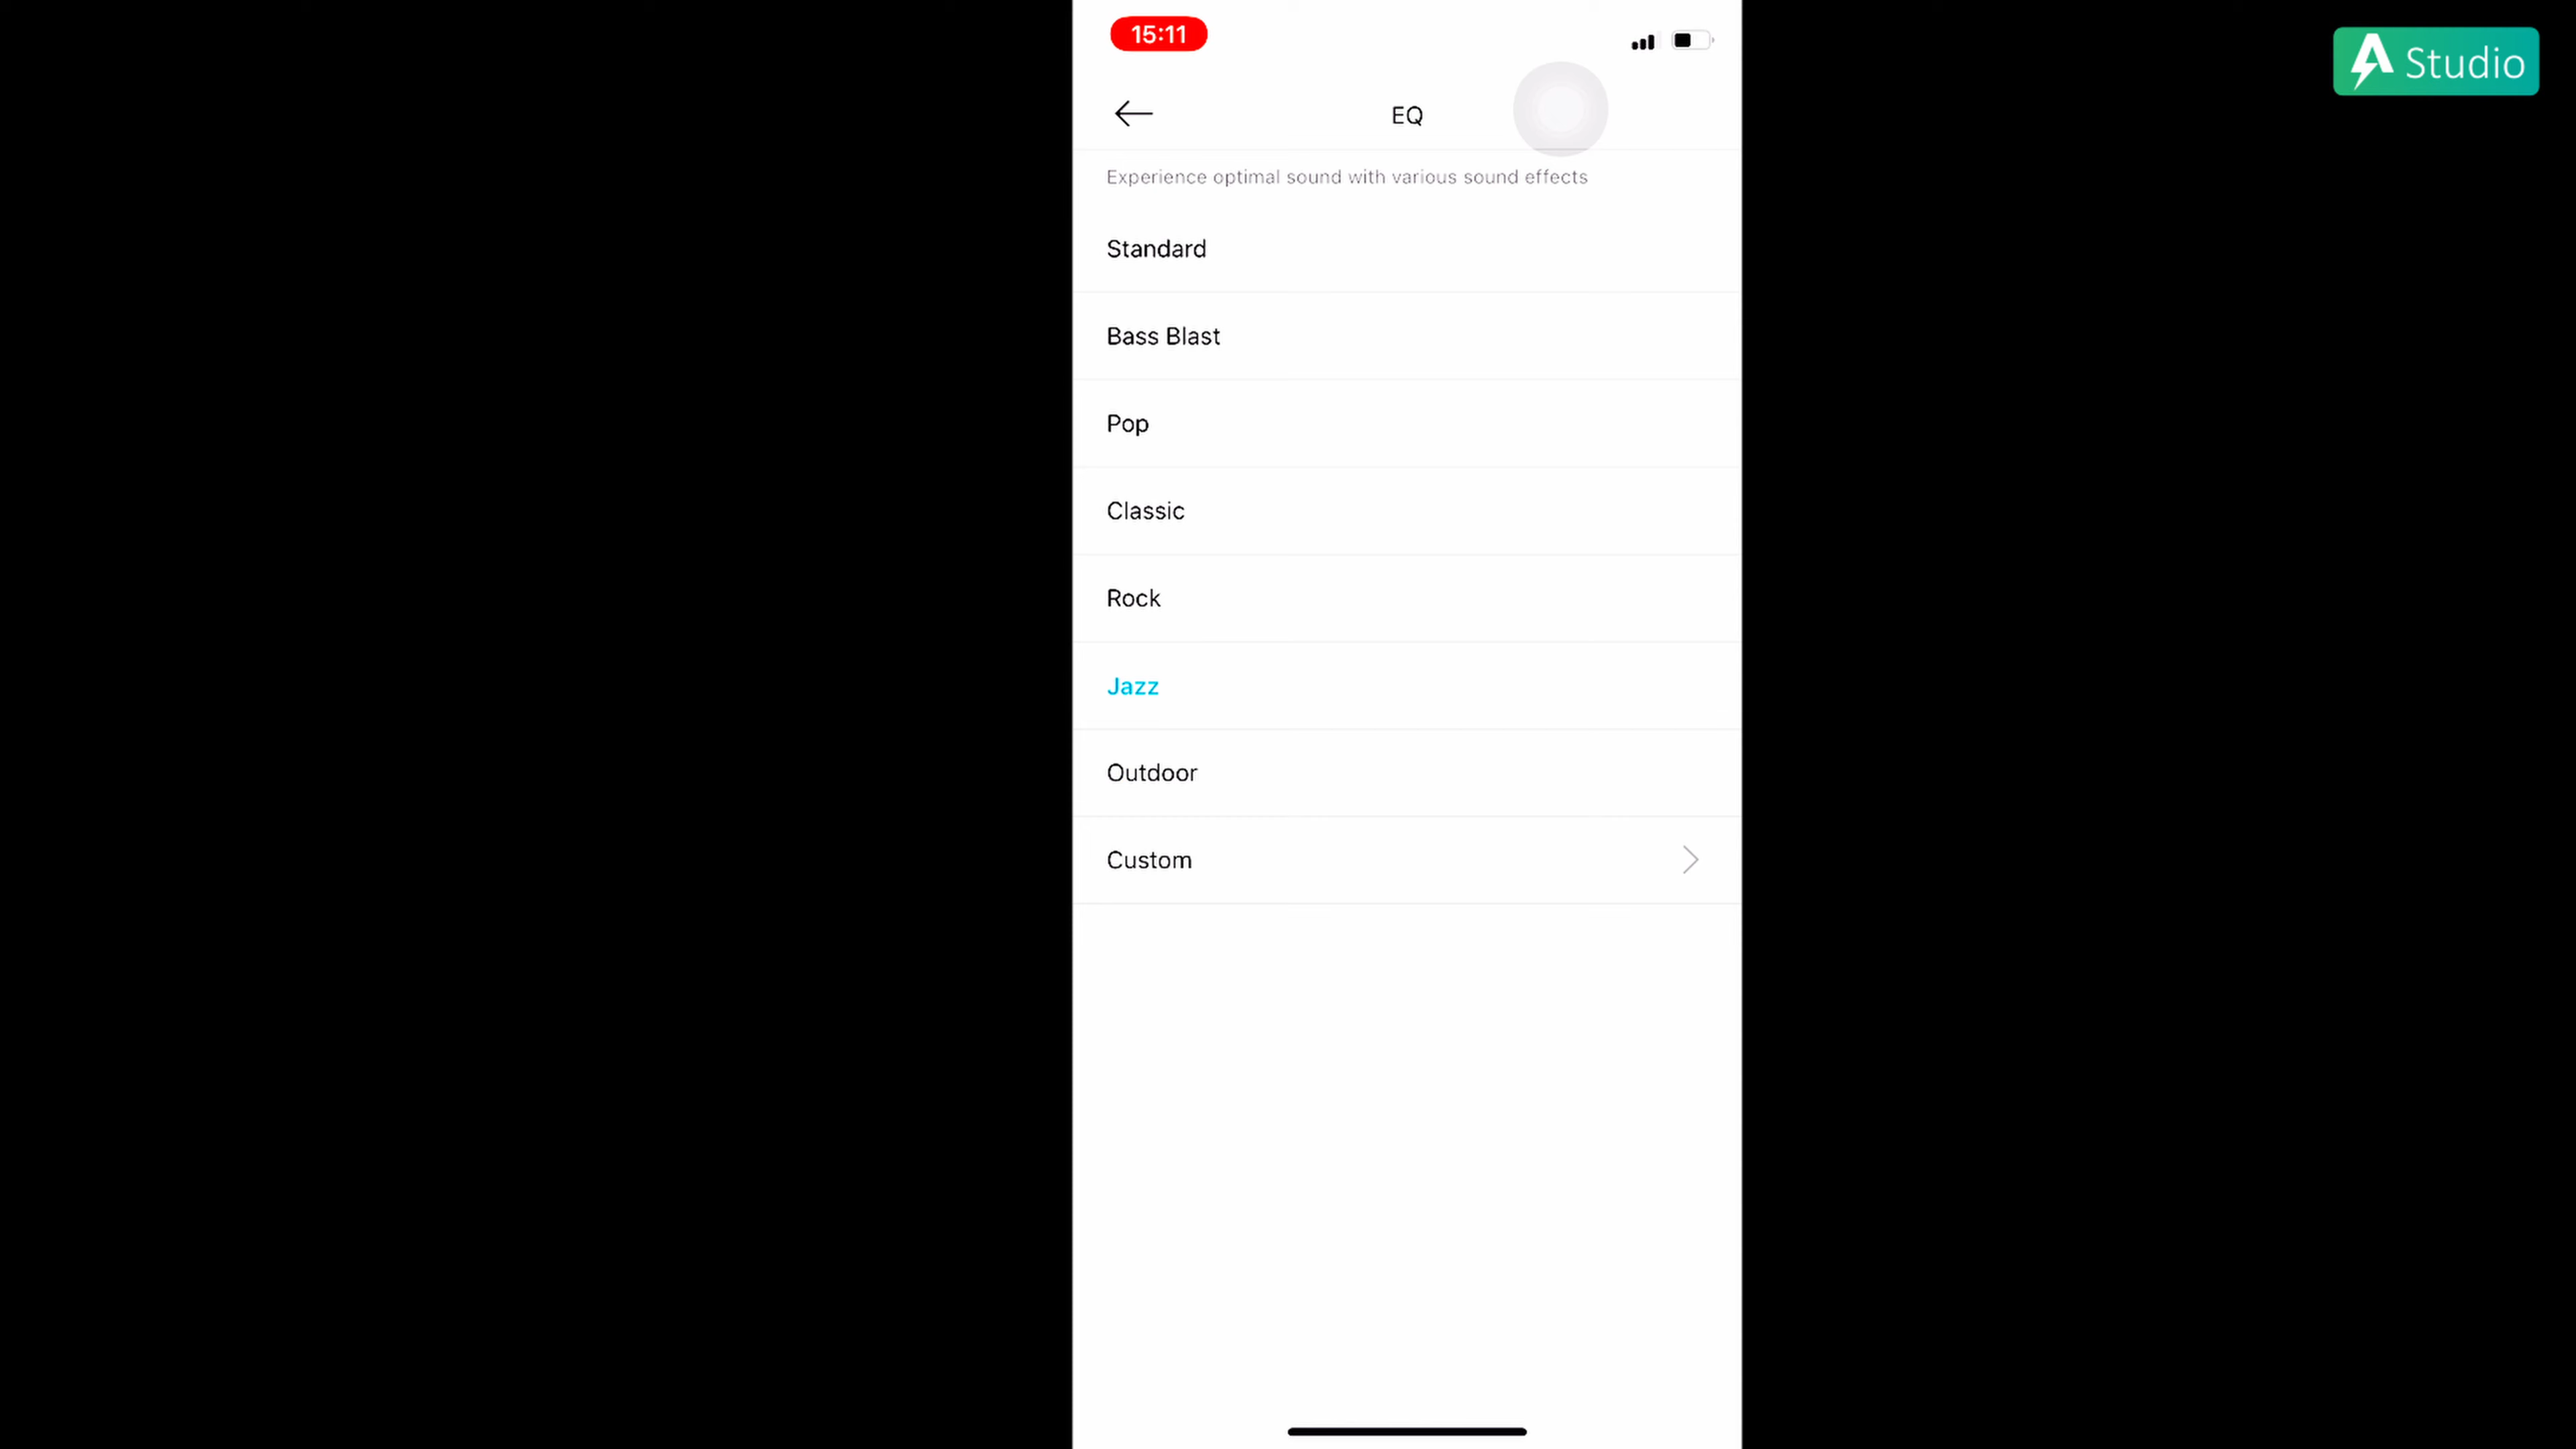 15:11
A Studio
EQ
Experience optimal sound with various sound effects
Standard
Bass Blast
Pop
Classic
Rock
Jazz
Outdoor
Custom